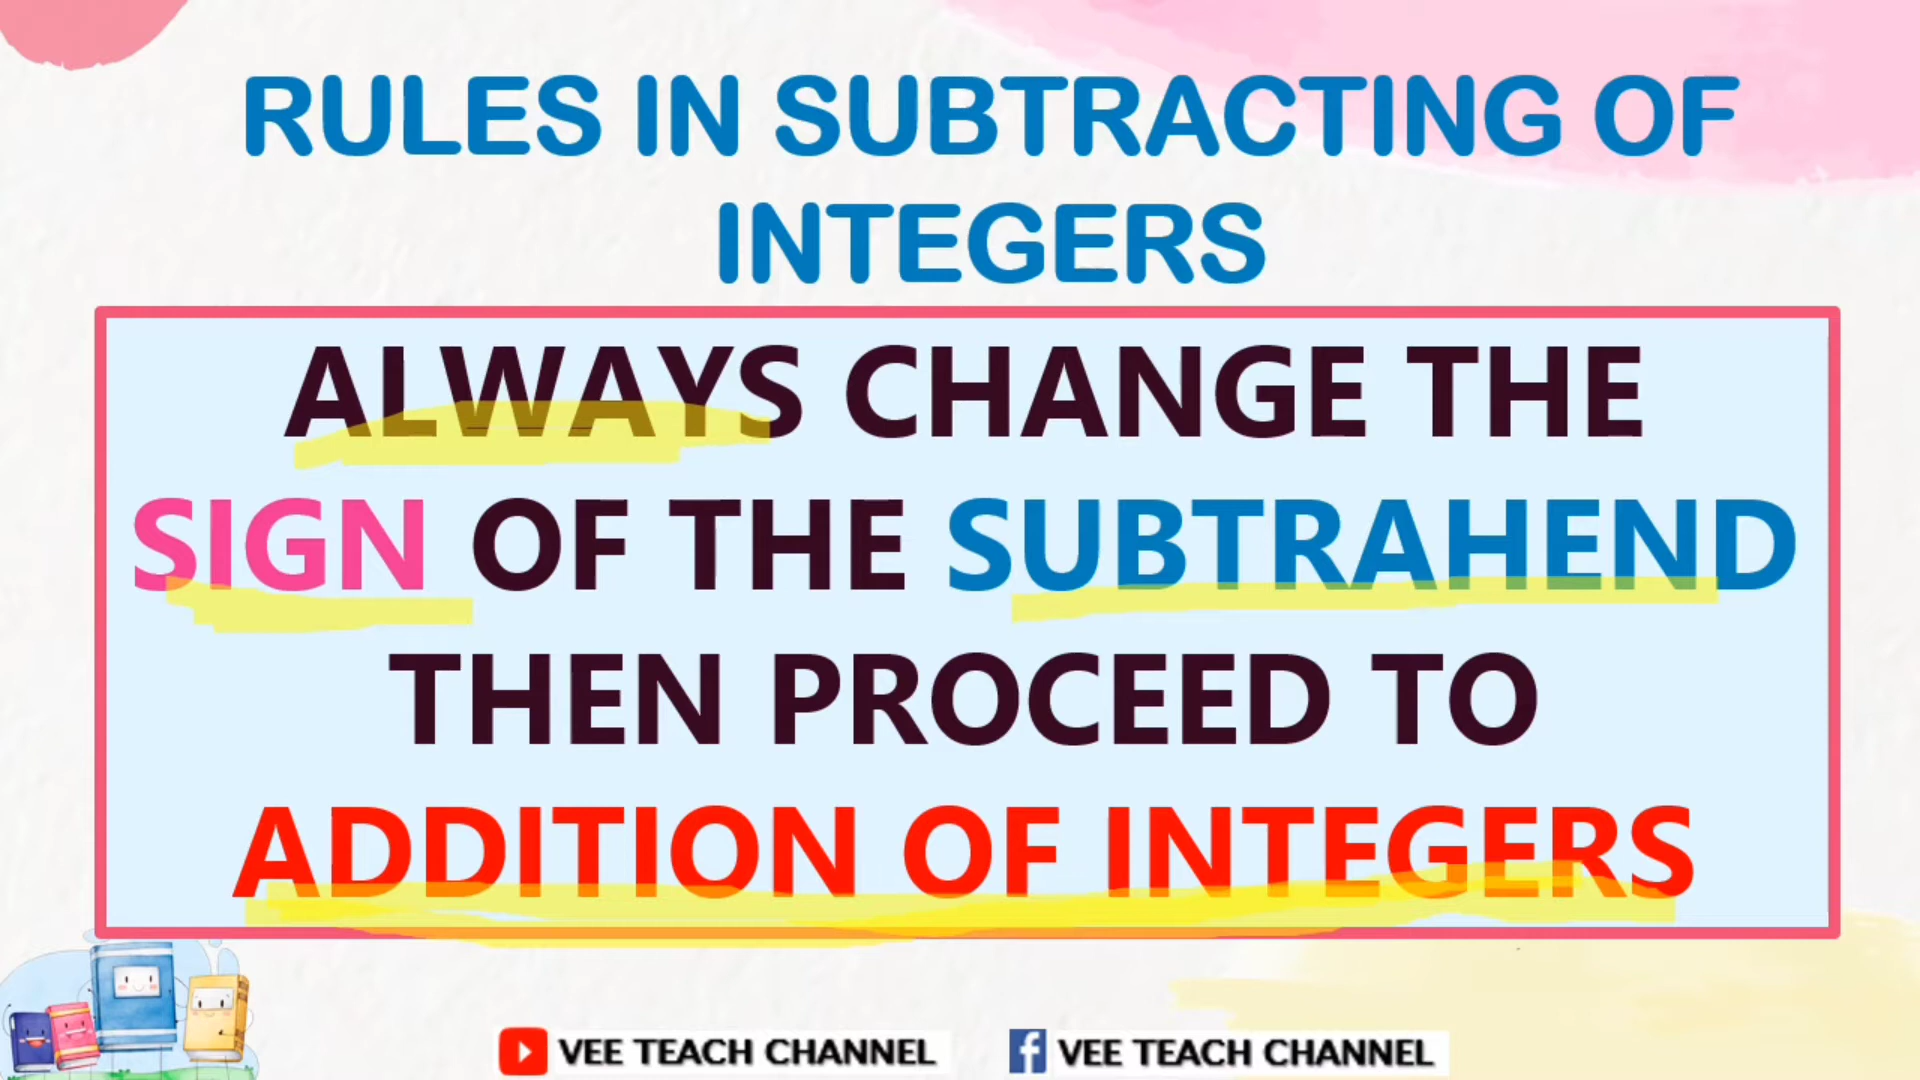 RULES IN SUBTRACTING OF
INTEGERS
ALWAYS CHANGE THE
SIGN OF THE SUBTRAHEND
THEN PROCEED TO
ADDITION OF INTEGERS
VEE TEACH CHANNEL
VEE TEACH CHANNEL